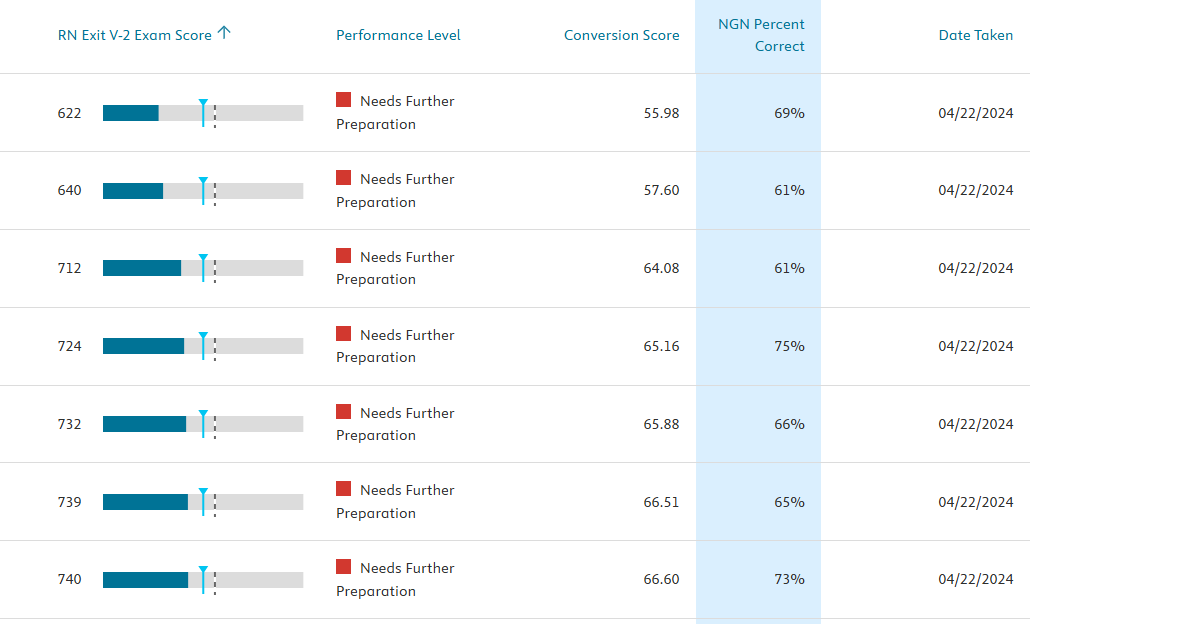 RN Exit V-2 Exam Score Performance Level Conversion Score NGN Percent Correct Date Taken
622 Needs Further Preparation 55.98 69% 04/22/2024
640 Needs Further Preparation 57.60 61% 04/22/2024
712 Needs Further Preparation 64.08 61% 04/22/2024
724 Needs Further Preparation 65.16 75% 04/22/2024
732 Needs Further Preparation 65.88 66% 04/22/2024
739 Needs Further Preparation 66.51 65% 04/22/2024
740 Needs Further Preparation 66.60 73% 04/22/2024